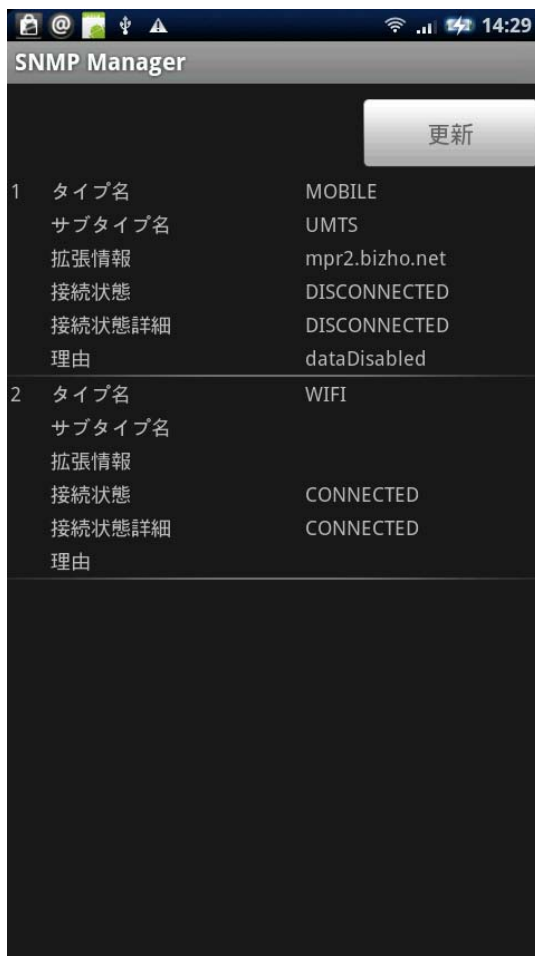 14:29
SNMP Manager
更新
1 タイプ名 MOBILE
サブタイプ名 UMTS
拡張情報 mpr2.bizho.net
接続状態 DISCONNECTED
接続状態詳細 DISCONNECTED
理由 dataDisabled
2 タイプ名 WIFI
サブタイプ名
拡張情報
接続状態 CONNECTED
接続状態詳細 CONNECTED
理由